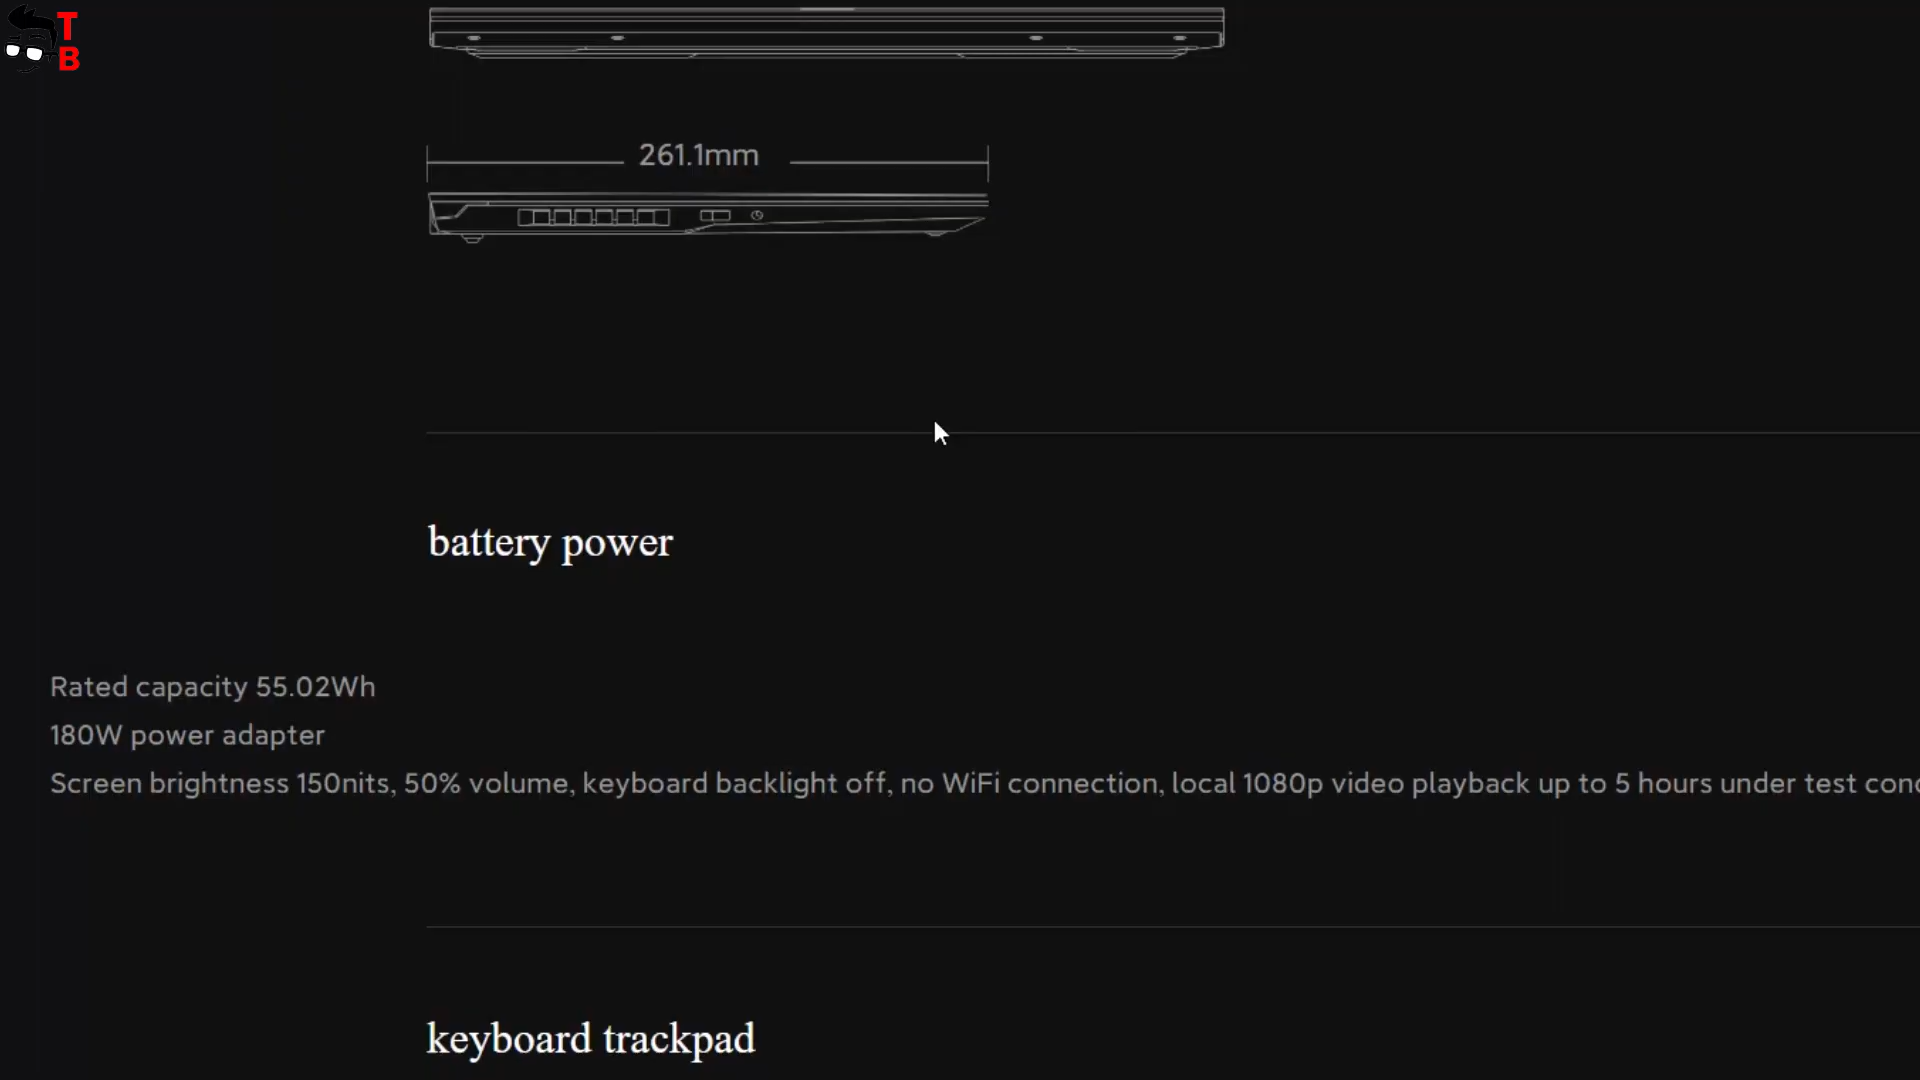 T
B
261.1mm
battery power
Rated capacity 55.02Wh
180W power adapter
Screen brightness 150nits, 50% volume, keyboard backlight off, no WiFi connection, local 1080p video playback up to 5 hours under test
keyboard trackpad